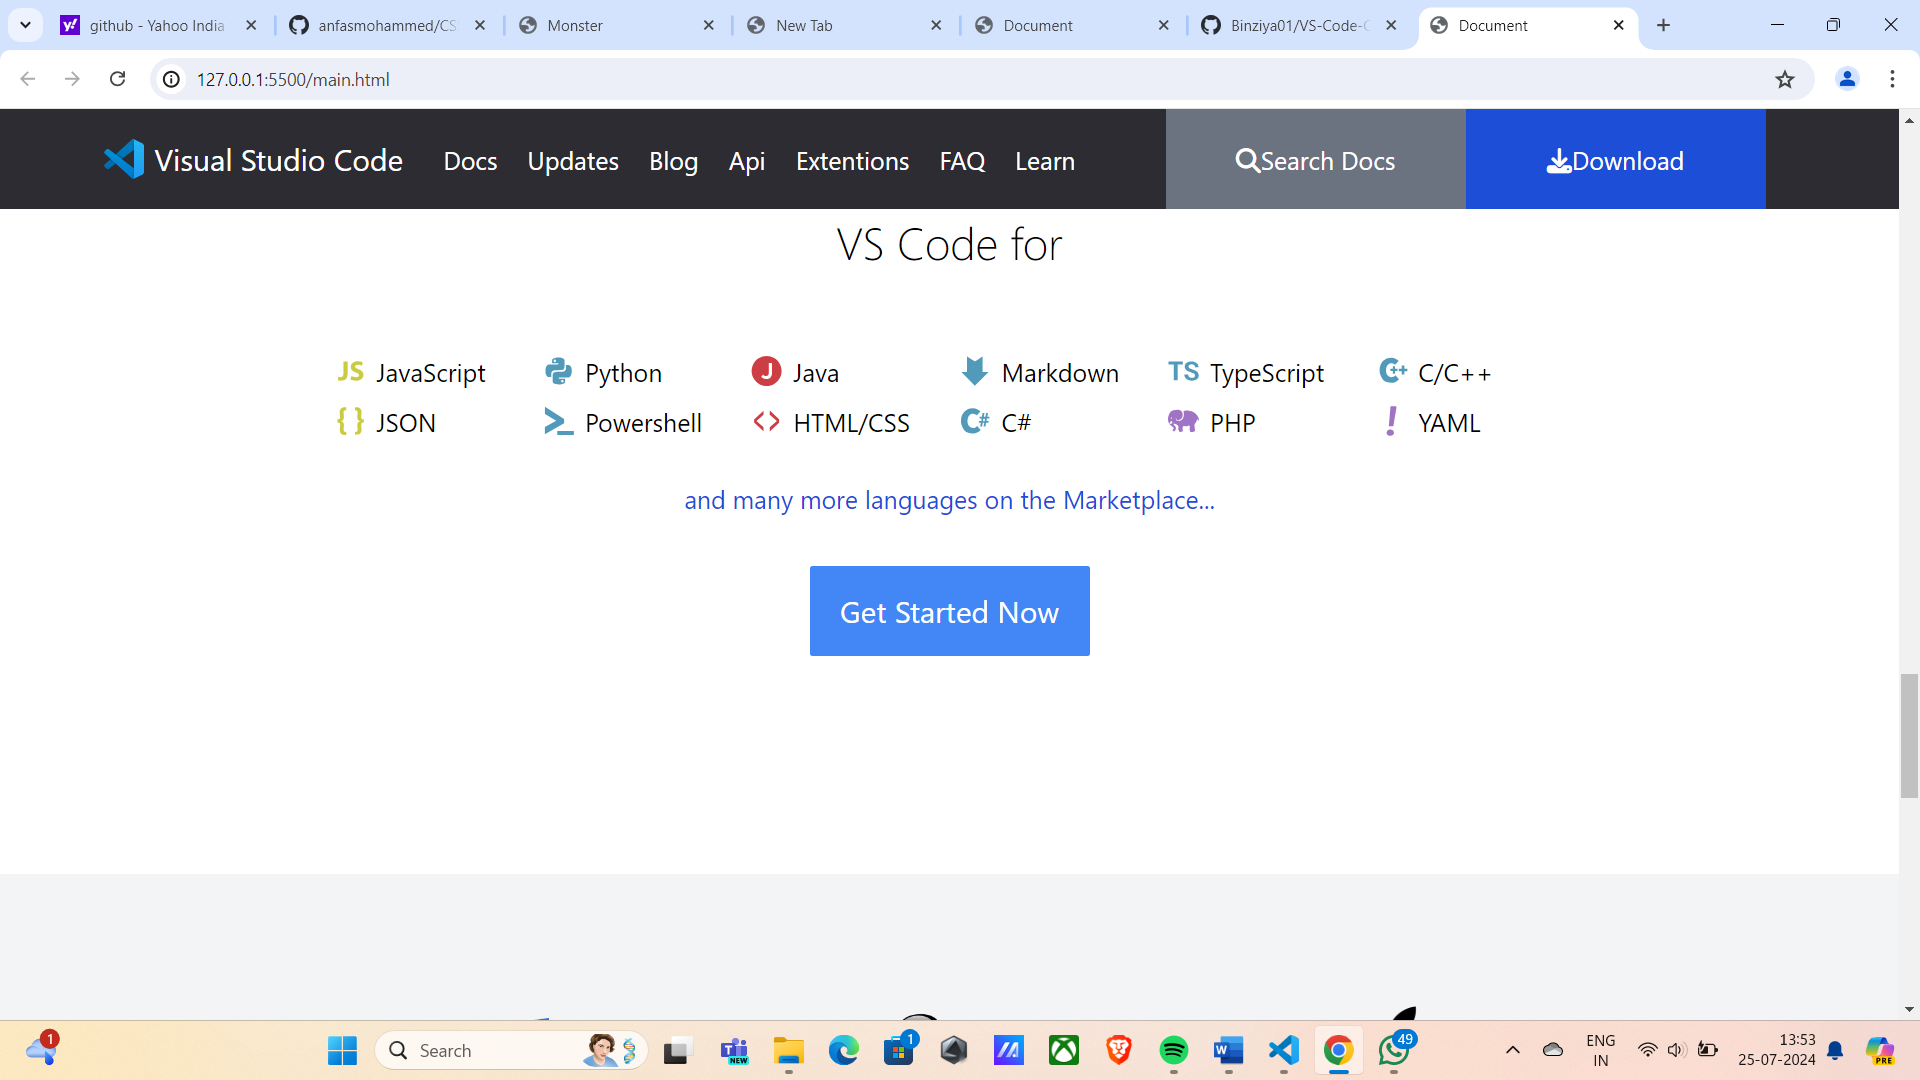 github - Yahoo India
anfasmohammed/CS
Monster
New Tab
Document
Binziya01/VS-Code-C
Document
127.0.0.1:5500/main.html
Visual Studio Code
Docs
Updates
Blog
Api
Extentions
FAQ
Learn
Search Docs
Download
VS Code for
JS JavaScript
Python
J Java
Markdown
TS TypeScript
C++ C/C++
{ } JSON
Powershell
<> HTML/CSS
C# C#
PHP
! YAML
and many more languages on the Marketplace...
Get Started Now
1
Search
NEW
1
49
ENG
IN
13:53
25-07-2024
PRE